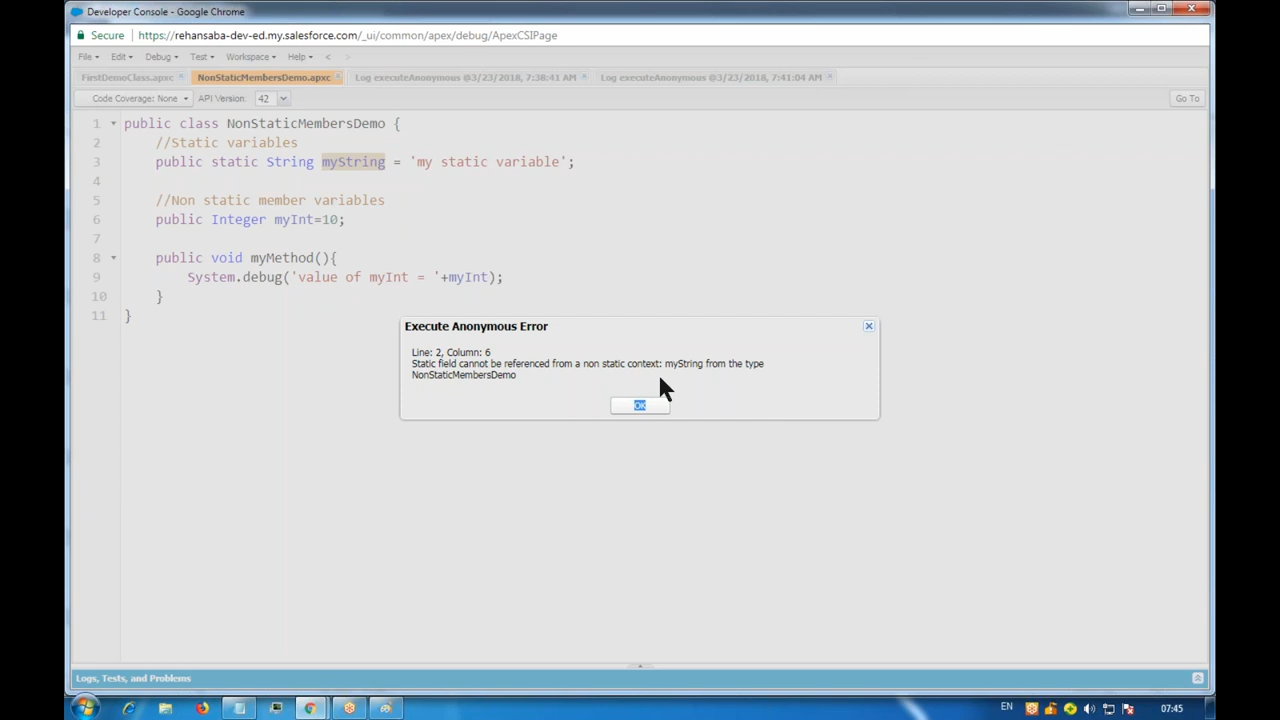 Developer Console - Google Chrome
Secure https://rehansaba-dev-ed.my.salesforce.com/_ui/common/apex/debug/ApexCSIPage
File Edit Debug Test Workspace Help < >
FirstDemoClass.apxc NonStaticMembersDemo.apxc Log executeAnonymous @3/23/2018, 7:38:41 AM Log executeAnonymous @3/23/2018, 7:41:04 AM
Code Coverage: None API Version: 42 Go To
1 public class NonStaticMembersDemo {
2 //Static variables
3 public static String myString = 'my static variable';
4
5 //Non static member variables
6 public Integer myInt=10;
7
8 public void myMethod(){
9 System.debug('value of myInt = '+myInt);
10 }
11 }
Execute Anonymous Error
Line: 2, Column: 6
Static field cannot be referenced from a non static context: myString from the type
NonStaticMembersDemo
OK
Logs, Tests, and Problems
EN 07:45